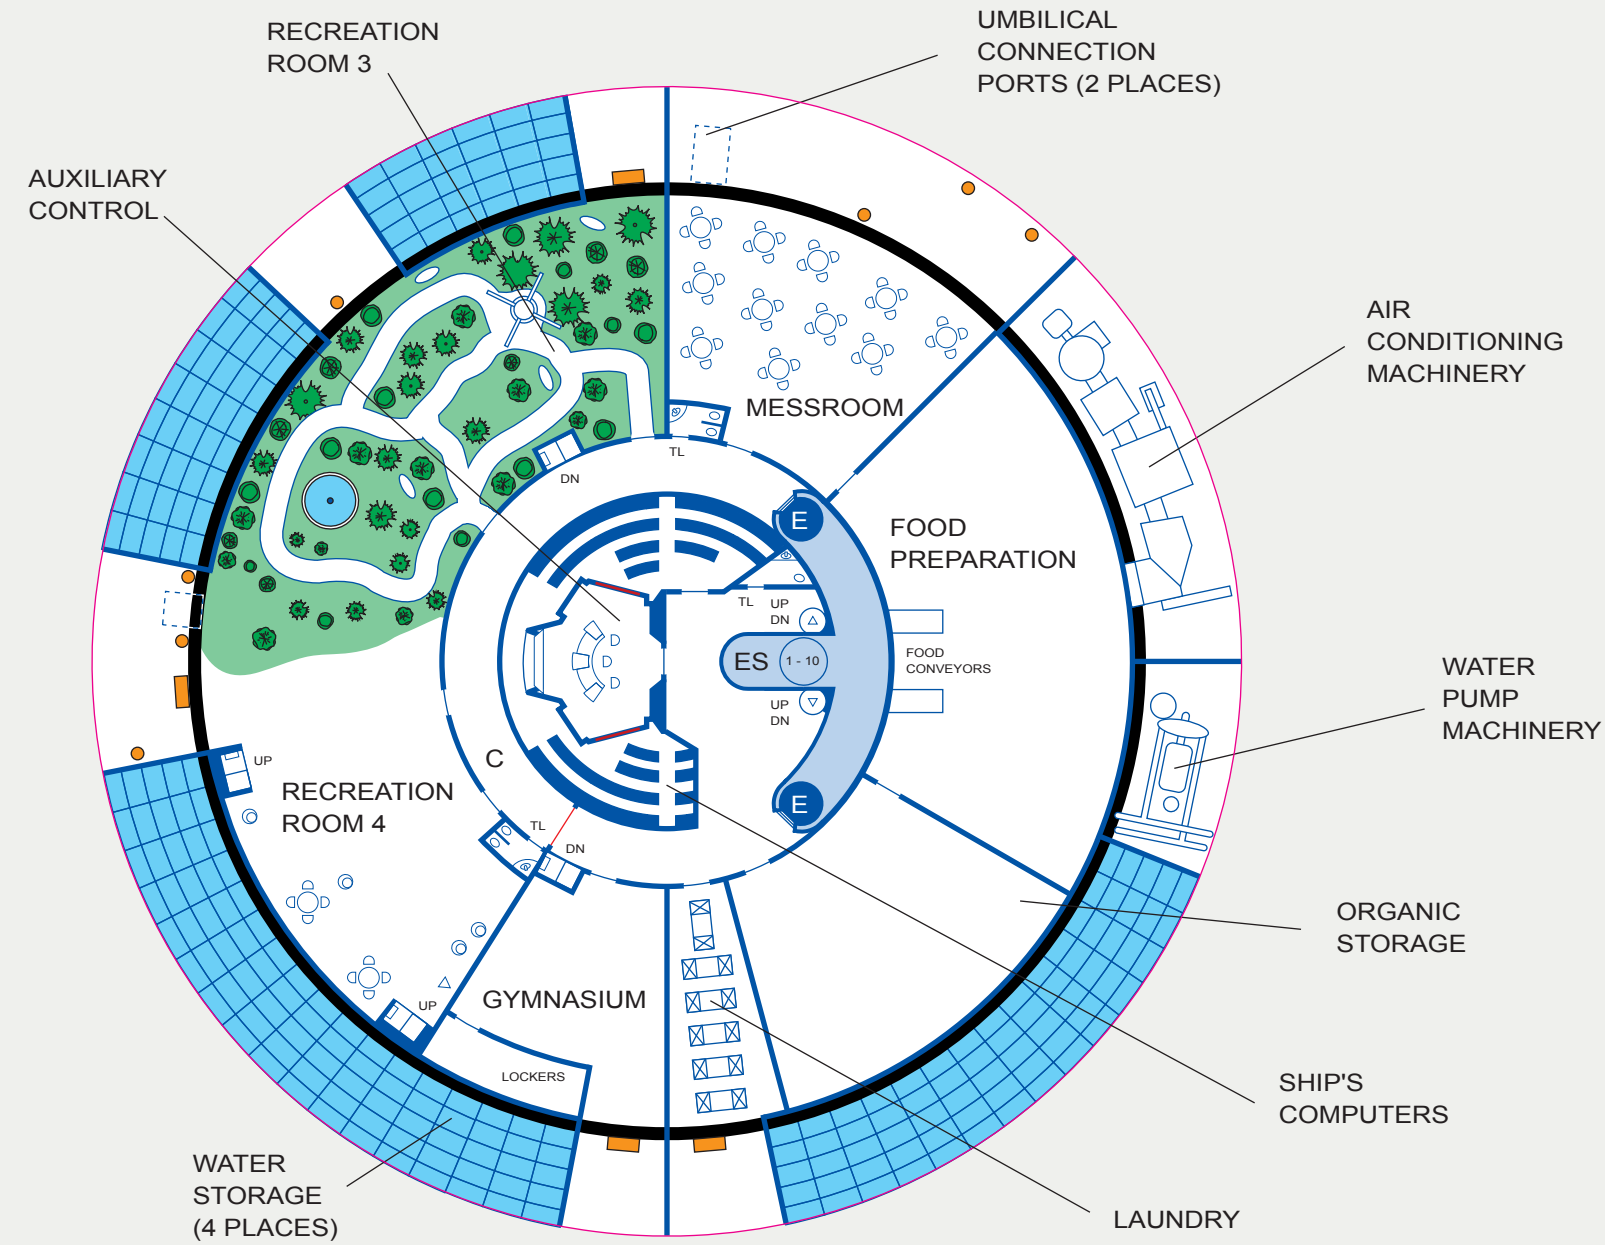 RECREATION
ROOM 3
UMBILICAL
CONNECTION
PORTS (2 PLACES)
AUXILIARY
CONTROL
AIR
CONDITIONING
MACHINERY
MESSROOM
TL
DN
E
FOOD
PREPARATION
TL
UP
DN
ES
1 - 10
FOOD
CONVEYORS
UP
DN
WATER
PUMP
MACHINERY
C
UP
RECREATION
ROOM 4
E
TL
DN
ORGANIC
STORAGE
UP
GYMNASIUM
LOCKERS
SHIP'S
COMPUTERS
WATER
STORAGE
(4 PLACES)
LAUNDRY